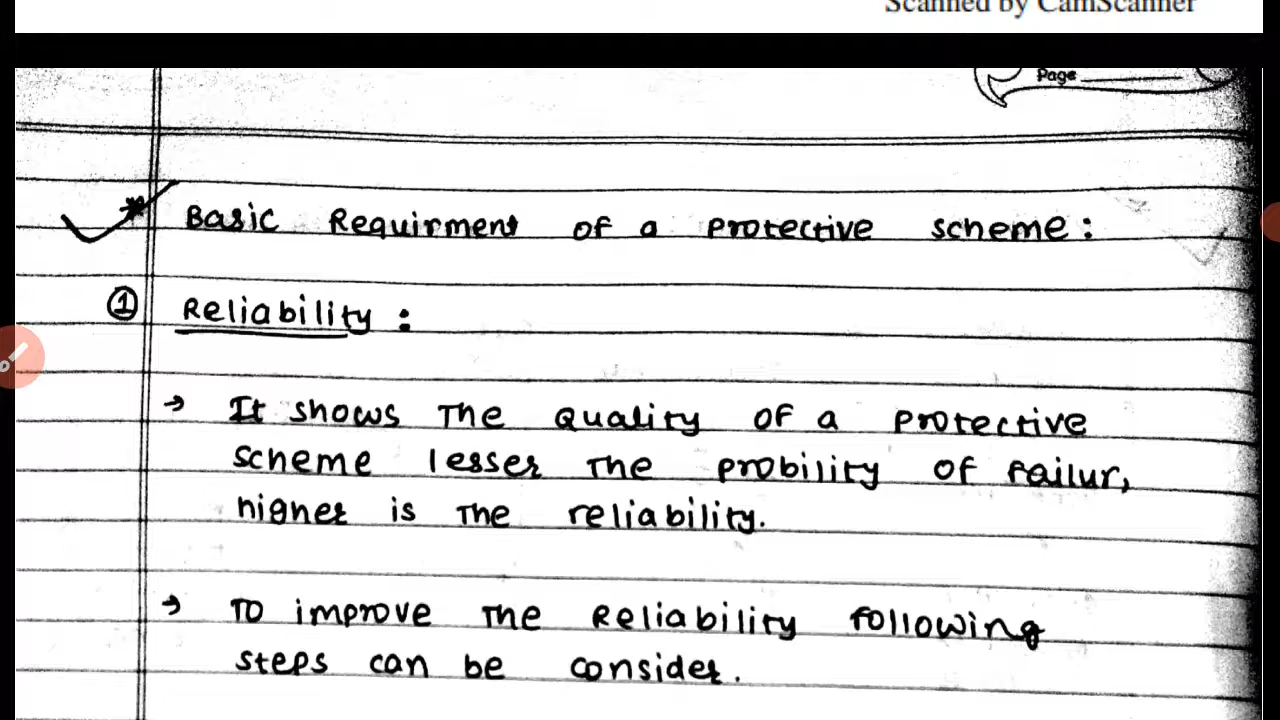 Scanned by CamScanner
Page
* Basic Requirment of a protective scheme:
① Reliability:
→ It shows the quality of a protective
scheme lesser the probility of failur,
higher is the reliability.
→ To improve the Reliability following
steps can be consider.